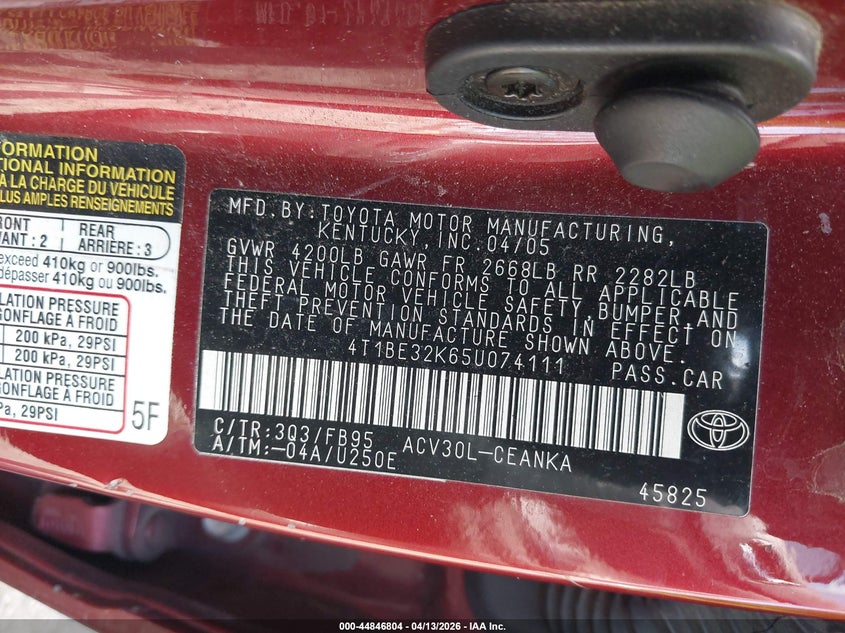 FORMATION
TIONAL INFORMATION
À LA CHARGE DU VÉHICULE
PLUS AMPLES RENSEIGNEMENTS
FRONT
VANT : 2
REAR
ARRIÈRE : 3
exceed 410kg or 900lbs.
dépasser 410kg ou 900lbs.
LATION PRESSURE
GONFLAGE À FROID
200 kPa, 29PSI
200 kPa, 29PSI
LATION PRESSURE
GONFLAGE À FROID
Pa, 29PSI
5F
MFD.BY:TOYOTA MOTOR MANUFACTURING,
KENTUCKY,INC.04/05
GVWR 4200LB GAWR FR 2668LB RR 2282LB
THIS VEHICLE CONFORMS TO ALL APPLICABLE
FEDERAL MOTOR VEHICLE SAFETY,BUMPER,AND
THEFT PREVENTION STANDARDS IN EFFECT ON
THE DATE OF MANUFACTURE SHOWN ABOVE.
4T1BE32K65U074111 PASS.CAR
C/TR:3Q3/FB95 ACV30L-CEANKA
A/TM:-04A/U250E
45825
TOYOTA
000-44846804 - 04/13/2026 - IAA Inc.